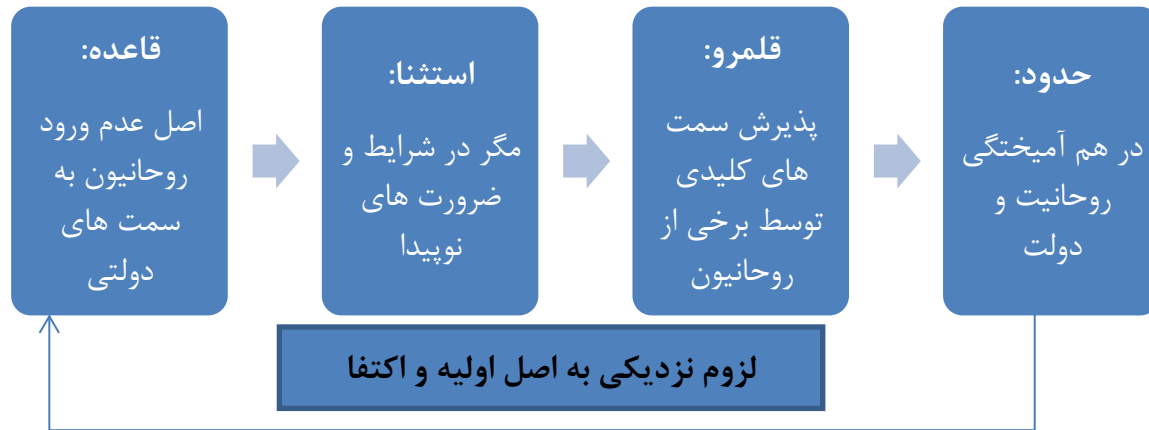 قاعده:
اصل عدم ورود
روحانیون به
سمت های
دولتی
استثنا:
مگر در شرایط و
ضرورت های
نوپیدا
قلمرو:
پذیرش سمت
های کلیدی
توسط برخی از
روحانیون
حدود:
در هم آمیختگی
روحانیت و
دولت
لزوم نزدیکی به اصل اولیه و اکتفا